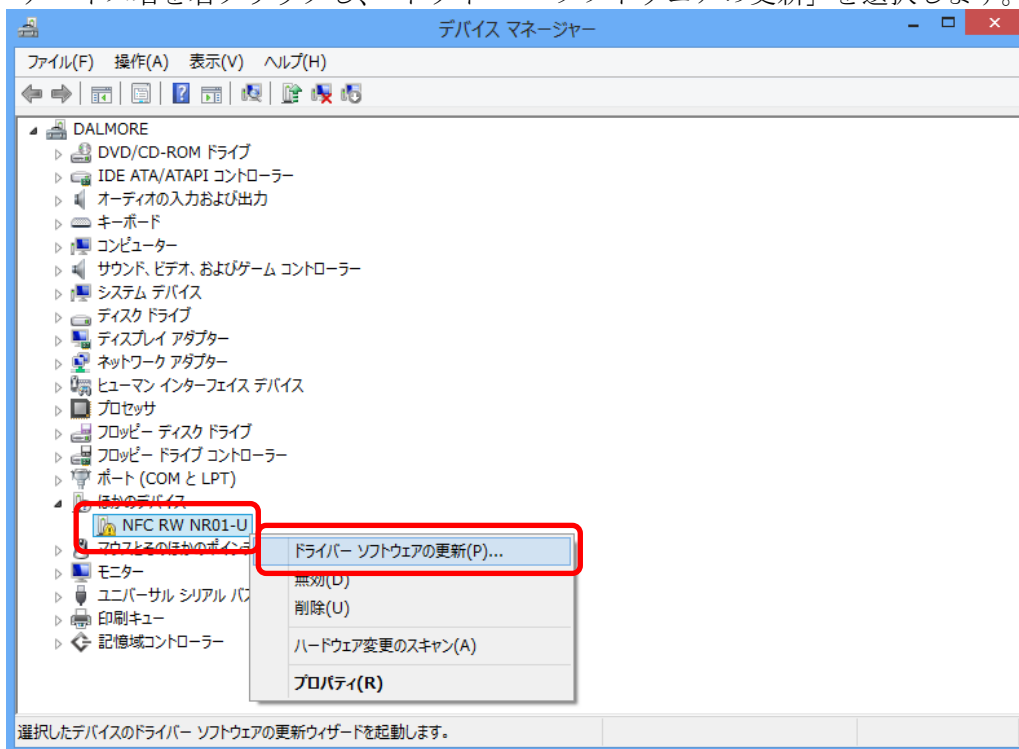 デバイス マネージャー
ファイル(F) 操作(A) 表示(V) ヘルプ(H)
DALMORE
DVD/CD-ROM ドライブ
IDE ATA/ATAPI コントローラー
オーディオの入力および出力
キーボード
コンピューター
サウンド、ビデオ、およびゲーム コントローラー
システム デバイス
ディスク ドライブ
ディスプレイ アダプター
ネットワーク アダプター
ヒューマン インターフェイス デバイス
プロセッサ
フロッピー ディスク ドライブ
フロッピー ドライブ コントローラー
ポート (COM と LPT)
ほかのデバイス
NFC RW NR01-U
マウスとそのほかのポインテ
モニター
ユニバーサル シリアル バス
印刷キュー
記憶域コントローラー
ドライバー ソフトウェアの更新(P)...
無効(D)
削除(U)
ハードウェア変更のスキャン(A)
プロパティ(R)
選択したデバイスのドライバー ソフトウェアの更新ウィザードを起動します。